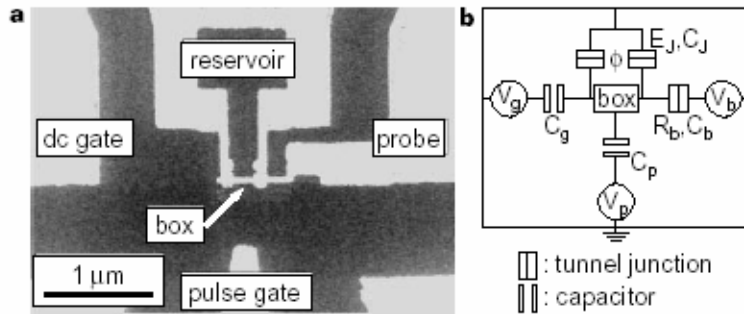 a
reservoir
dc gate
probe
box
1 μm
pulse gate
b
E_J,C_J
ϕ
V_g
box
V_b
C_g
R_b,C_b
C_p
V_p
: tunnel junction
: capacitor